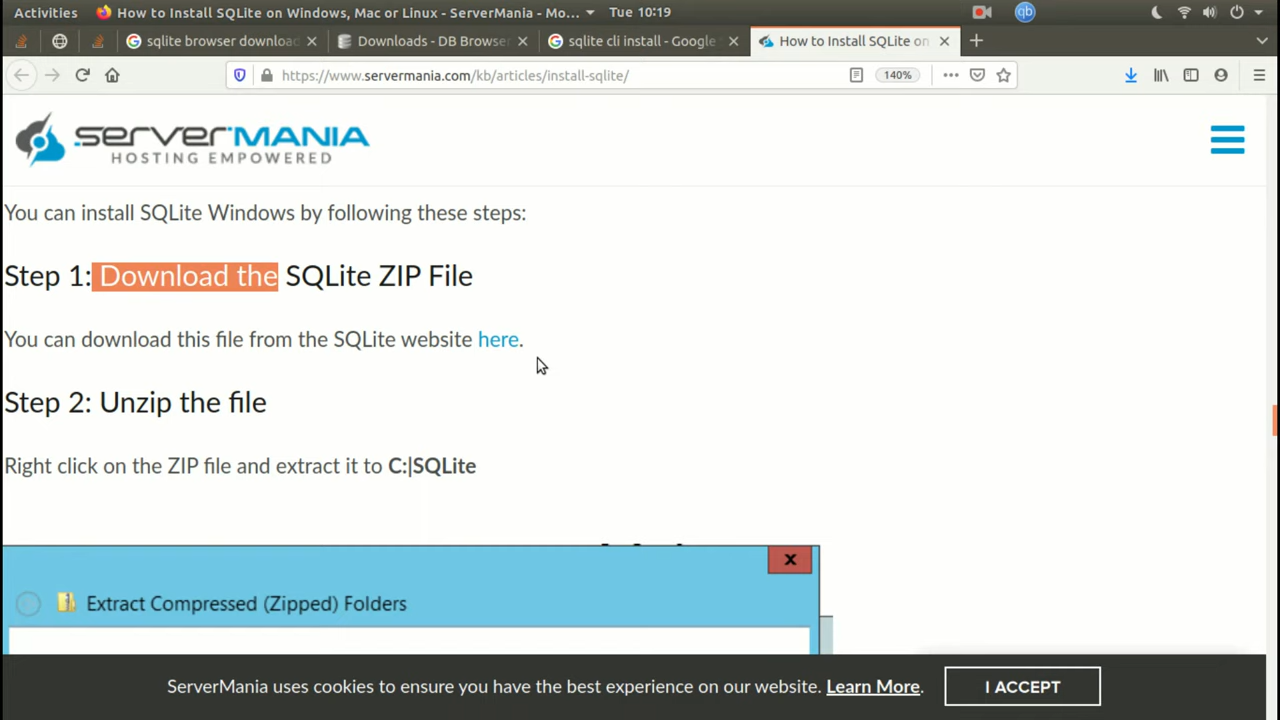 Activities
How to Install SQLite on Windows, Mac or Linux - ServerMania - Mo...
Tue 10:19
qb
sqlite browser download
Downloads - DB Browser
sqlite cli install - Google
How to Install SQLite on
https://www.servermania.com/kb/articles/install-sqlite/
140%
SERVERMANIA
HOSTING EMPOWERED
You can install SQLite Windows by following these steps:
Step 1: Download the SQLite ZIP File
You can download this file from the SQLite website here.
Step 2: Unzip the file
Right click on the ZIP file and extract it to C:|SQLite
x
Extract Compressed (Zipped) Folders
ServerMania uses cookies to ensure you have the best experience on our website. Learn More.
I ACCEPT